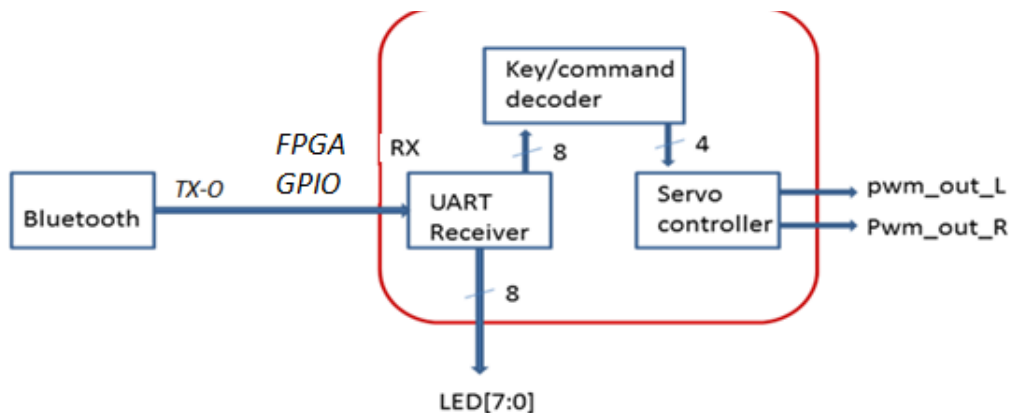 Key/command
decoder
FPGA
GPIO
RX
8
4
TX-O
Bluetooth
UART
Receiver
Servo
controller
pwm_out_L
Pwm_out_R
8
LED[7:0]